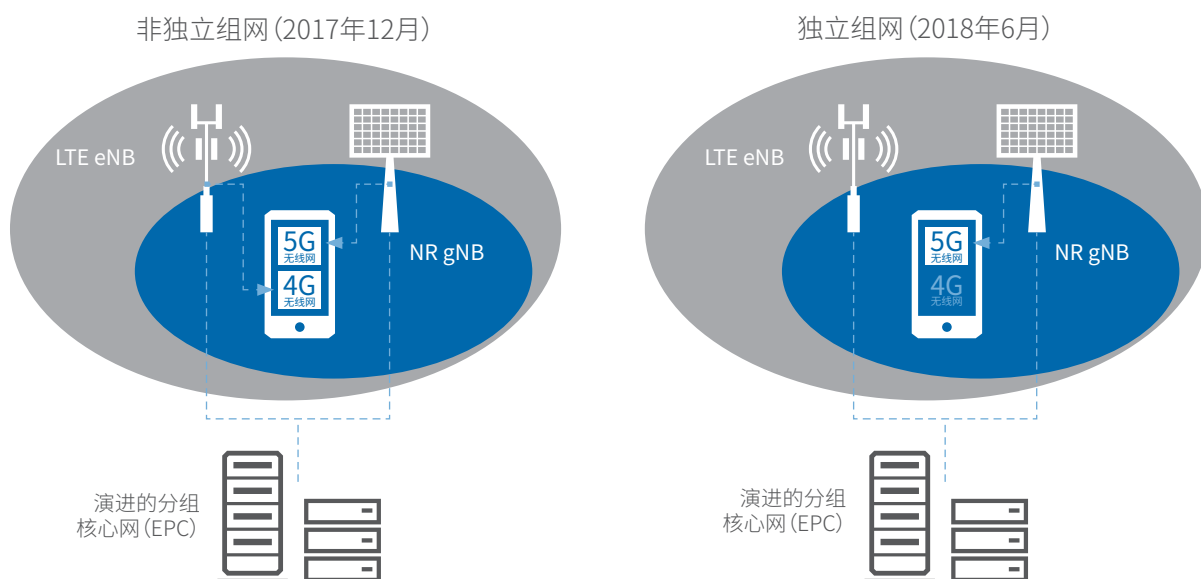 非独立组网(2017年12月)
LTE eNB
5G
无线网
4G
无线网
NR gNB
演进的分组
核心网(EPC)
独立组网(2018年6月)
LTE eNB
5G
无线网
4G
无线网
NR gNB
演进的分组
核心网(EPC)